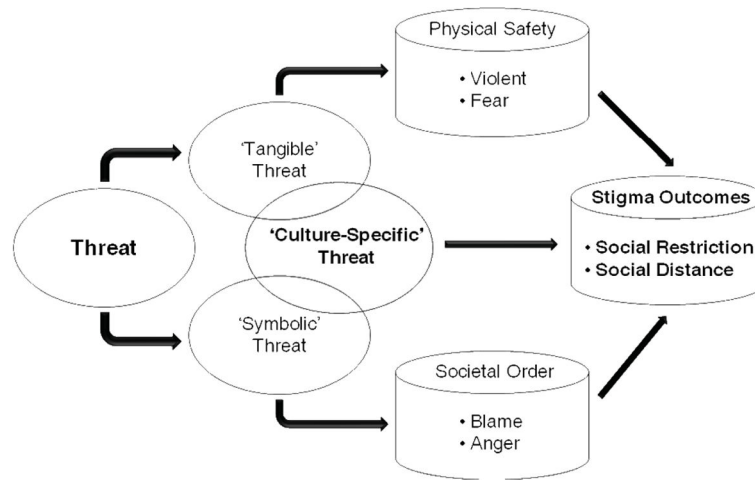 Physical Safety
• Violent
• Fear
'Tangible'
Threat
Threat
'Culture-Specific'
Threat
Stigma Outcomes
• Social Restriction
• Social Distance
'Symbolic'
Threat
Societal Order
• Blame
• Anger